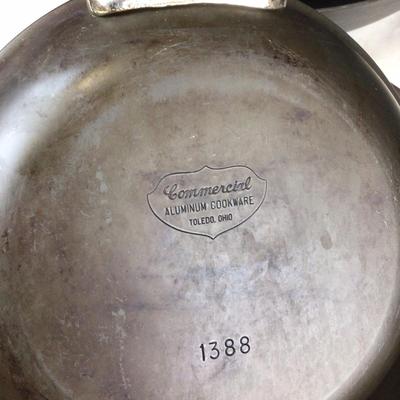 Commercial
ALUMINUM COOKWARE
TOLEDO, OHIO
1388